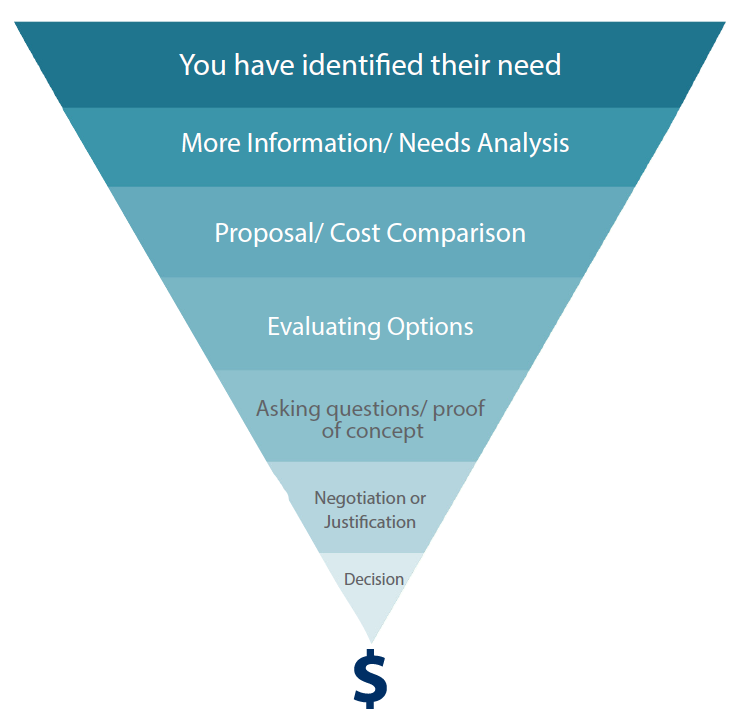 You have identified their need
More Information/ Needs Analysis
Proposal/ Cost Comparison
Evaluating Options
Asking questions/ proof
of concept
Negotiation or
Justification
Decision
$